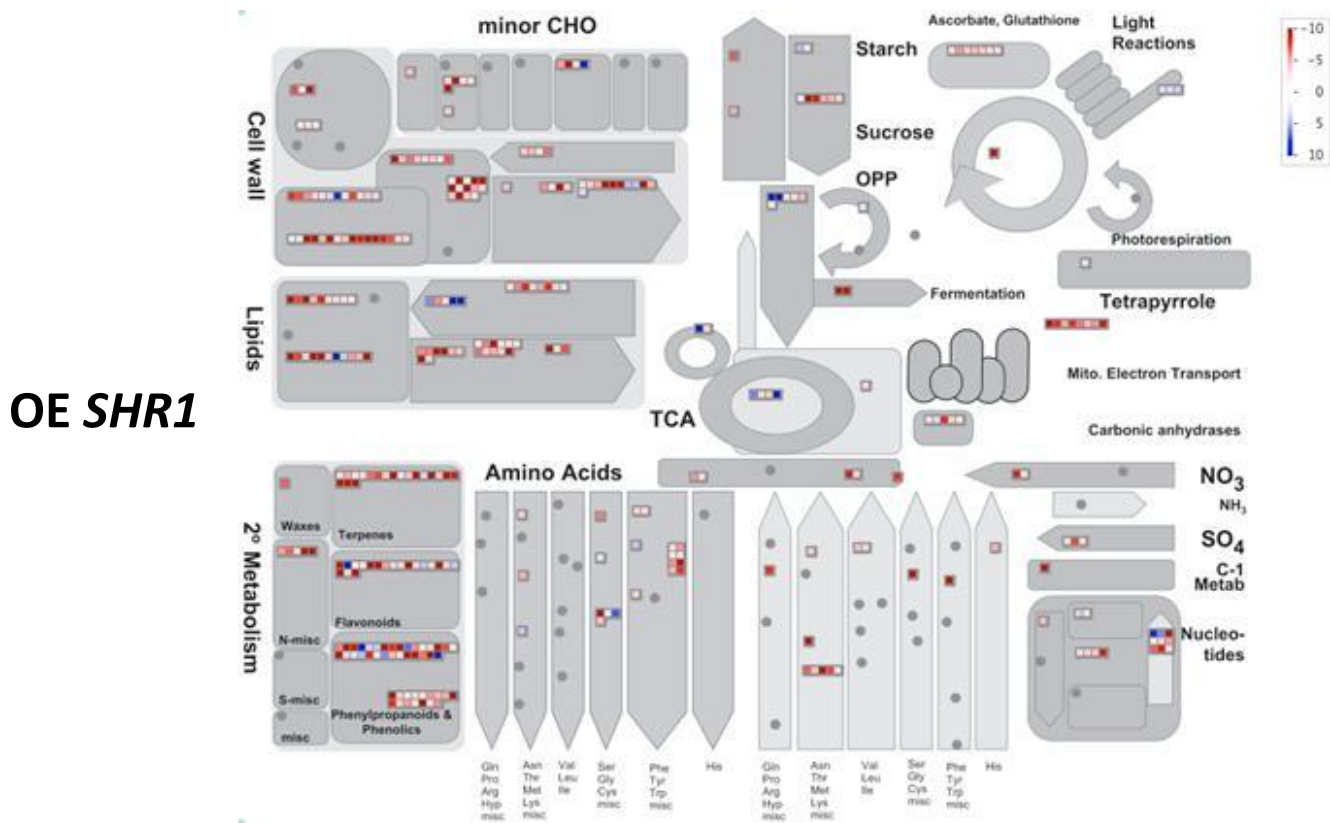 minor CHO
Ascorbate, Glutathione
Light
Reactions
-10
-5
0
5
10
Starch
Sucrose
OPP
Cell wall
Photorespiration
Fermentation
Tetrapyrrole
Lipids
Mito. Electron Transport
OE SHR1
TCA
Carbonic anhydrases
Amino Acids
NO3
NH3
SO4
C-1
Metab
Nucleo-
tides
2º Metabolism
Waxes
Terpenes
Flavonoids
N-misc
S-misc
misc
Phenylpropanoids &
Phenolics
Gln
Pro
Arg
Hyp
misc
Asn
Thr
Met
Lys
misc
Val
Leu
Ile
Ser
Gly
Cys
misc
Phe
Tyr
Trp
misc
His
Gln
Pro
Arg
Hyp
misc
Asn
Thr
Met
Lys
misc
Val
Leu
Ile
Ser
Gly
Cys
misc
Phe
Tyr
Trp
misc
His